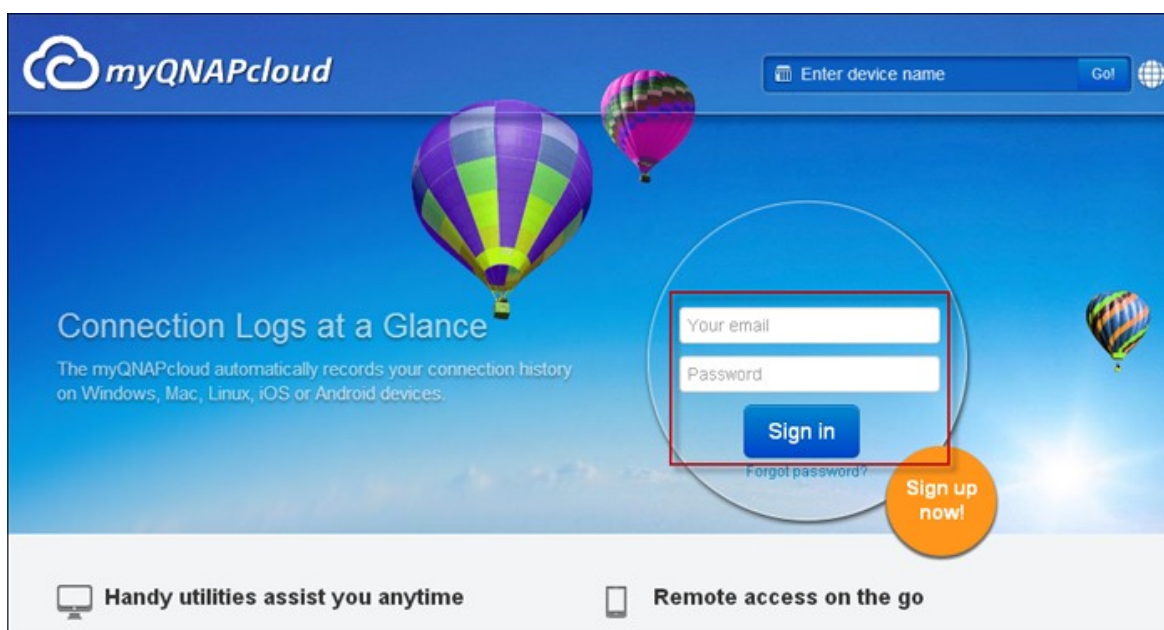 myQNAPcloud
Enter device name
Go!
Connection Logs at a Glance
The myQNAPcloud automatically records your connection history
on Windows, Mac, Linux, iOS or Android devices.
Your email
Password
Sign in
Forgot password?
Sign up
now!
Handy utilities assist you anytime
Remote access on the go